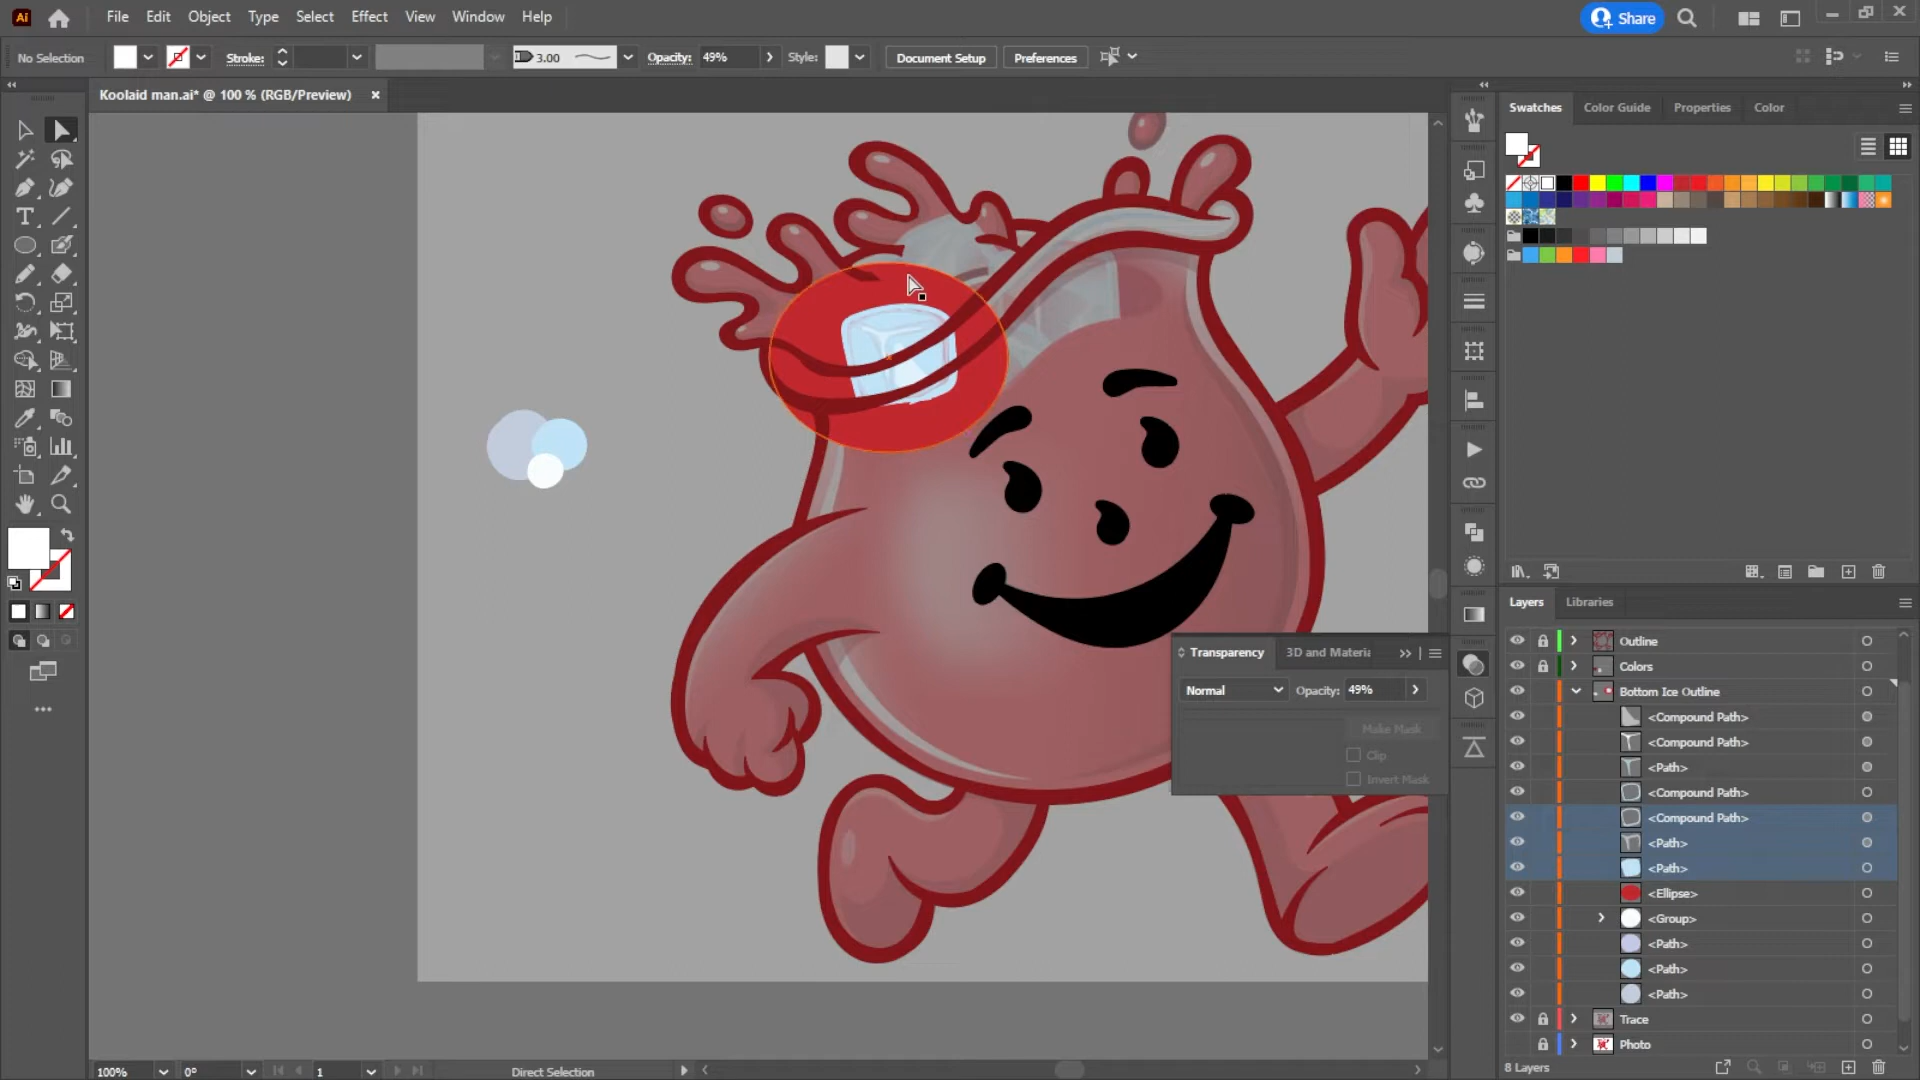 Ai File Edit Object Type Select Effect View Window Help Share
No Selection Stroke: 3.00 Opacity: 49% Style: Document Setup Preferences
Koolaid man.ai* @ 100 % (RGB/Preview) ×
Swatches Color Guide Properties Color
Transparency 3D and Materia
Normal Opacity: 49%
Make Mask
Clip
Invert Mask
Layers Libraries
Outline
Colors
Bottom Ice Outline
<Compound Path>
<Compound Path>
<Path>
<Compound Path>
<Compound Path>
<Path>
<Path>
<Ellipse>
<Group>
<Path>
<Path>
<Path>
Trace
Photo
8 Layers
100% 0° 1 Direct Selection